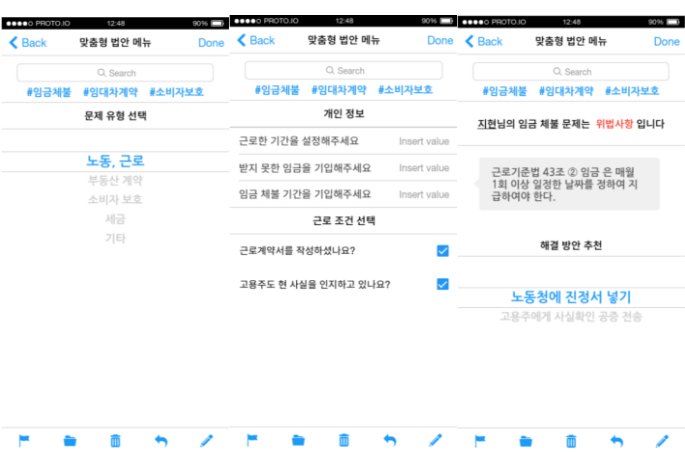 PROTO.IO 12:48 90%
Back 맞춤형 법안 메뉴 Done
Search
#임금체불 #임대차계약 #소비자보호
문제 유형 선택
노동, 근로
부동산 계약
소비자 보호
세금
기타
PROTO.IO 12:48 90%
Back 맞춤형 법안 메뉴 Done
Search
#임금체불 #임대차계약 #소비자보호
개인 정보
근로한 기간을 설정해주세요 Insert value
받지 못한 임금을 기입해주세요 Insert value
임금 체불 기간을 기입해주세요 Insert value
근로 조건 선택
근로계약서를 작성하셨나요?
고용주도 현 사실을 인지하고 있나요?
PROTO.IO 12:48 90%
Back 맞춤형 법안 메뉴 Done
Search
#임금체불 #임대차계약 #소비자보호
지현님의 임금 체불 문제는 위법사항 입니다
근로기준법 43조 ② 임금 은 매월
1회 이상 일정한 날짜를 정하여 지
급하여야 한다.
해결 방안 추천
노동청에 진정서 넣기
고용주에게 사실확인 공증 전송